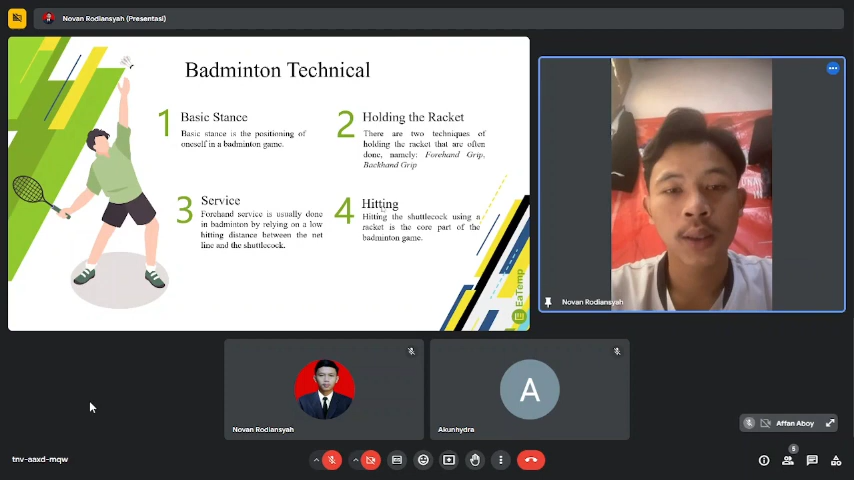 Novan Rodiansyah (Presentasi)
Badminton Technical
1
Basic Stance
Basic stance is the positioning of
oneself in a badminton game.
2
Holding the Racket
There are two techniques of
holding the racket that are often
done, namely: Forehand Grip,
Backhand Grip
3
Service
Forehand service is usually done
in badminton by relying on a low
hitting distance between the net
line and the shuttlecock.
4
Hitting
Hitting the shuttlecock using a
racket is the core part of the
badminton game.
EaTemp
Novan Rodiansyah
Novan Rodiansyah
A
Akunhydra
Affan Aboy
tnv-aaxd-mqw
5